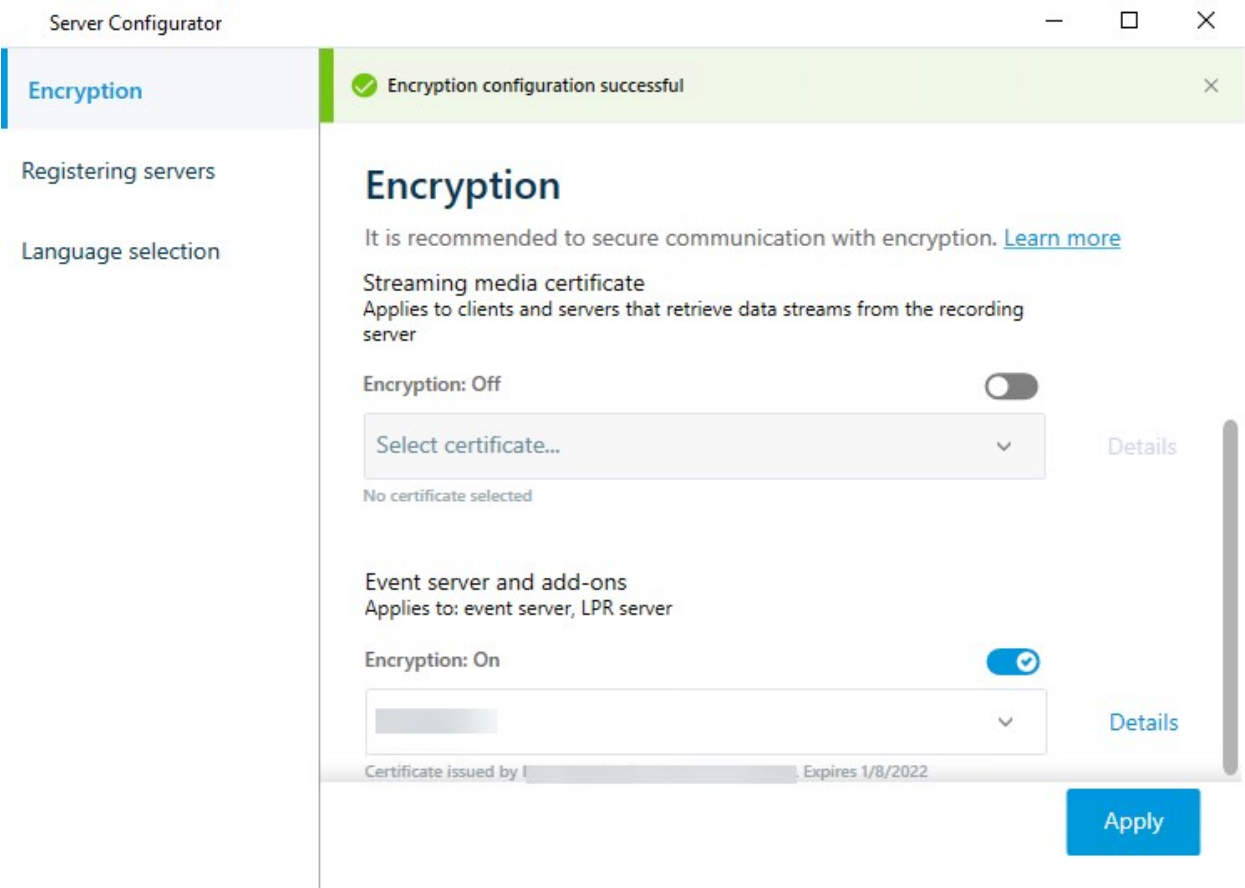 Server Configurator
Encryption
Registering servers
Language selection
Encryption configuration successful
Encryption
It is recommended to secure communication with encryption. Learn more
Streaming media certificate
Applies to clients and servers that retrieve data streams from the recording
server
Encryption: Off
Select certificate...
Details
No certificate selected
Event server and add-ons
Applies to: event server, LPR server
Encryption: On
Details
Certificate issued by
. Expires 1/8/2022
Apply